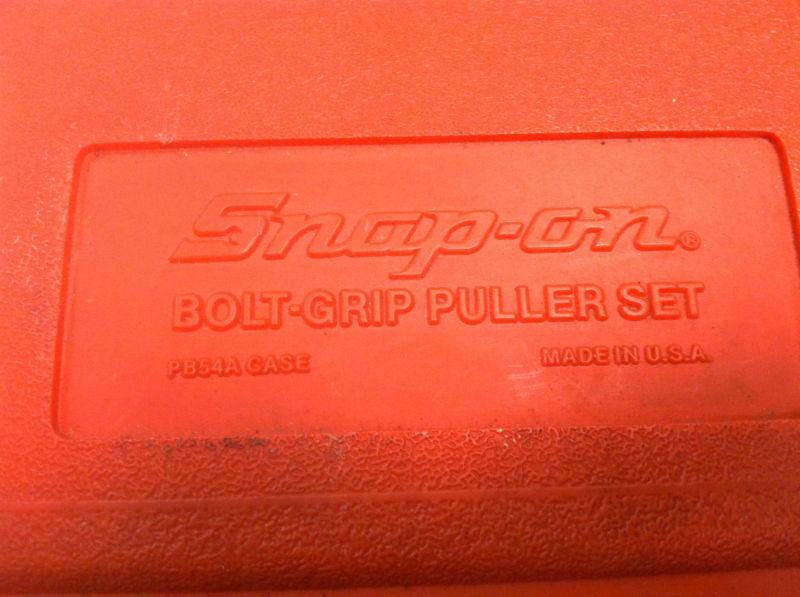 Snap-on®
BOLT-GRIP PULLER SET
PB54A CASE
MADE IN U.S.A.